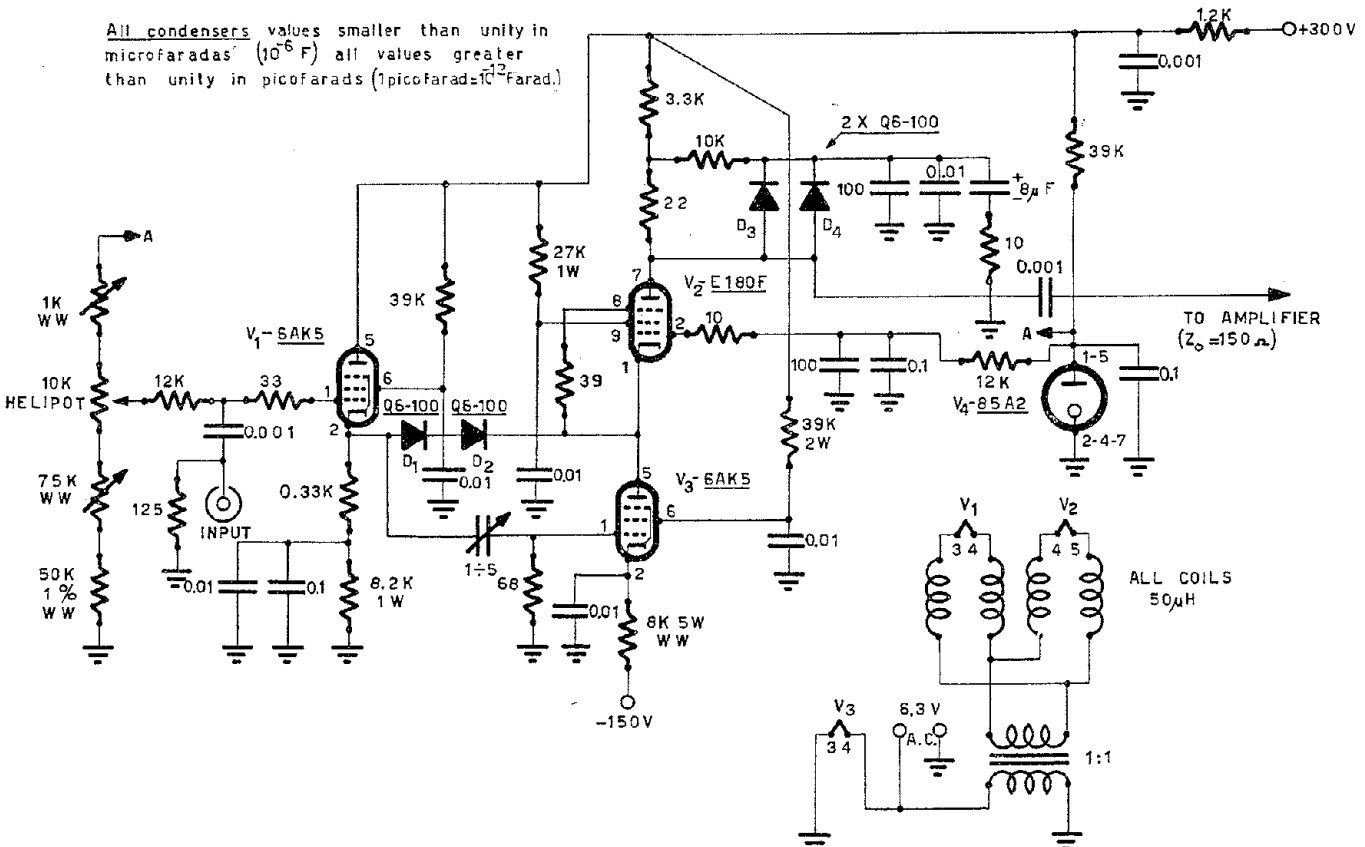 All condensers values smaller than unity in
microfaradas (10⁻⁶ F) all values greater
than unity in picofarads (1picofarad=10⁻¹² Farad.)
1.2K
+300V
0.001
3.3K
2 X Q6-100
10K
39K
100
0.01
+
-8µF
22
D3
D4
10
A
27K
1W
39K
1K
WW
7
V2-E180F
8
9
2
10
1
0.001
TO AMPLIFIER
(Zo=150Ω)
A
1-5
V1-6AK5
5
10K
HELIPOT
12K
33
1
6
2
39
100
0.1
12K
0.1
V4-85A2
2-4-7
Q6-100
Q6-100
0.001
D1
D2
39K
2W
75K
WW
0.01
0.01
5
V3-6AK5
125
INPUT
0.33K
1
6
2
0.01
1÷5
68
50K
1%
WW
0.01
0.1
8.2K
1W
0.01
8K 5W
WW
-150V
V1
3 4
V2
4 5
ALL COILS
50µH
V3
3 4
6,3 V
A.C.
1:1